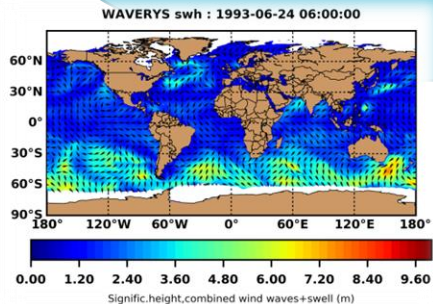 WAVERYS swh : 1993-06-24 06:00:00
60°N
30°N
0°
30°S
60°S
90°S
180° 120°W 60°W 0° 60°E 120°E 180°
0.00 1.20 2.40 3.60 4.80 6.00 7.20 8.40 9.60
Signific.height,combined wind waves+swell (m)